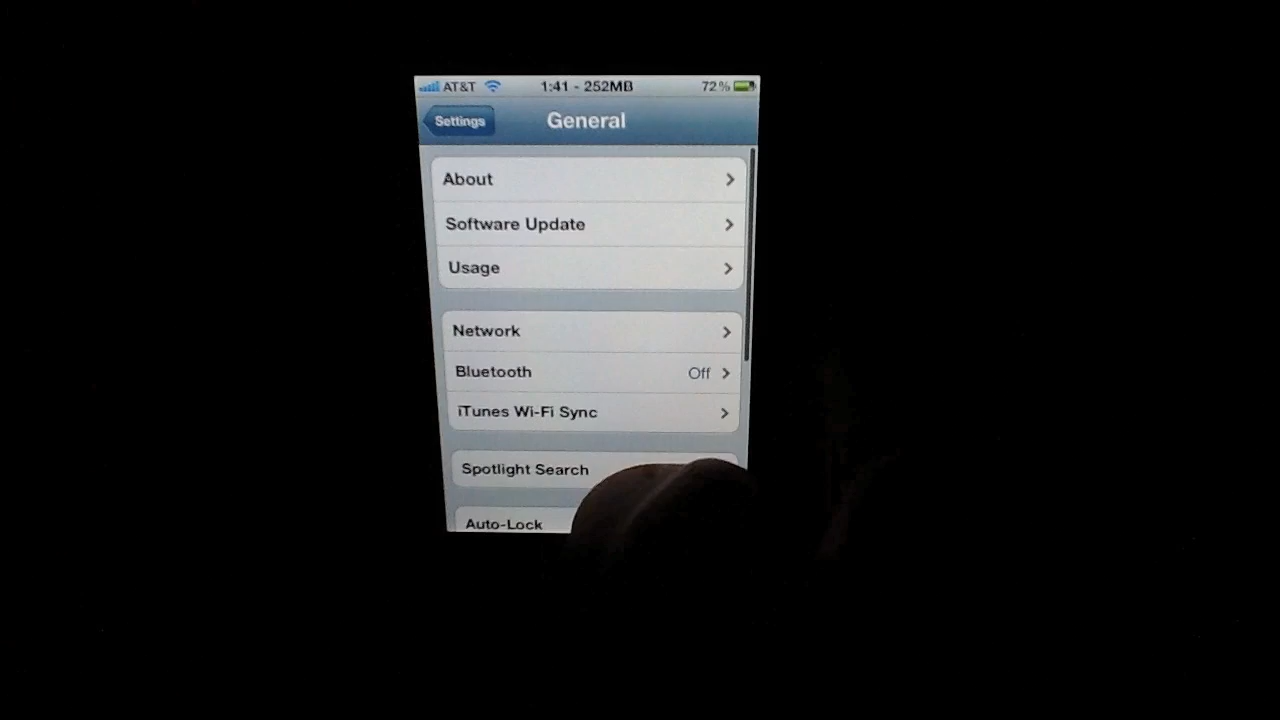 AT&T 1:41 - 252MB 72%
Settings General
About
Software Update
Usage
Network
Bluetooth Off
iTunes Wi-Fi Sync
Spotlight Search
Auto-Lock